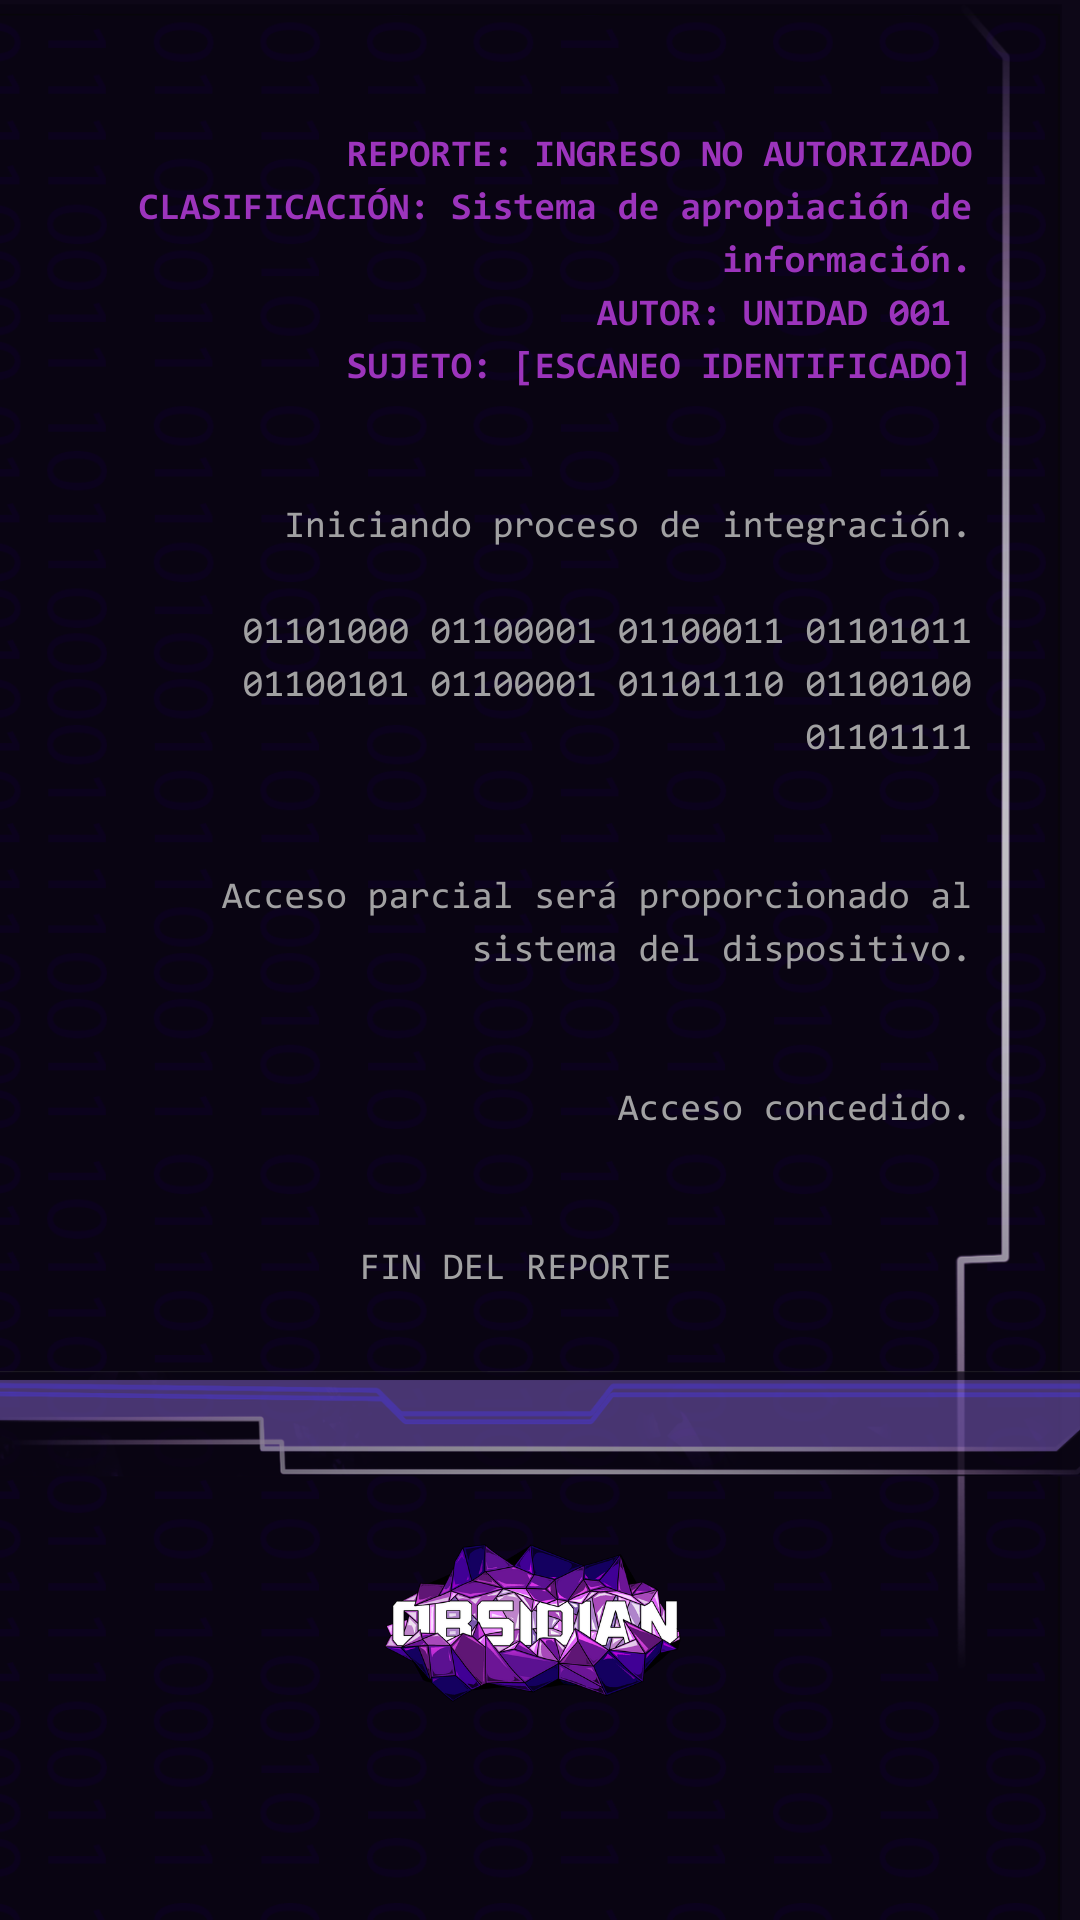 REPORTE: INGRESO NO AUTORIZADO
CLASIFICACIÓN: Sistema de apropiación de
información.
AUTOR: UNIDAD 001
SUJETO: [ESCANEO IDENTIFICADO]
Iniciando proceso de integración.
01101000 01100001 01100011 01101011
01100101 01100001 01101110 01100100
01101111
Acceso parcial será proporcionado al
sistema del dispositivo.
Acceso concedido.
FIN DEL REPORTE
OBSIDIAN